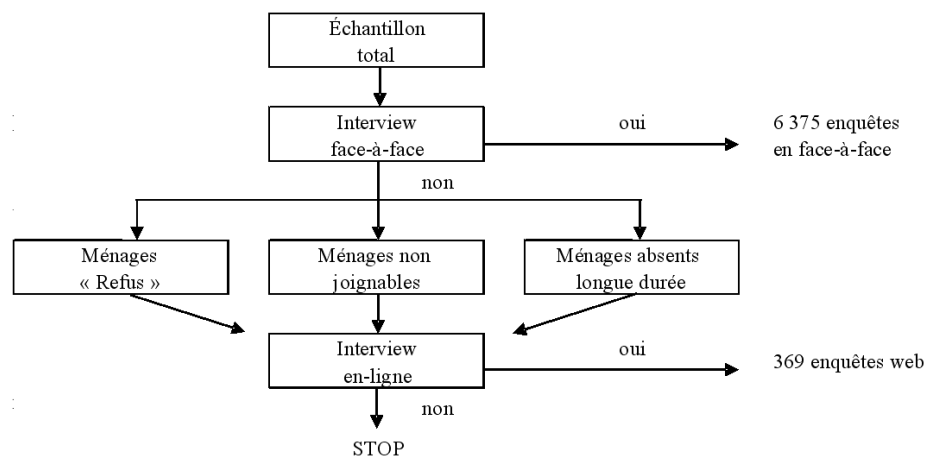 Échantillon
total
Interview
face-à-face
oui
6 375 enquêtes
en face-à-face
non
Ménages
« Refus »
Ménages non
joignables
Ménages absents
longue durée
Interview
en-ligne
oui
369 enquêtes web
non
STOP